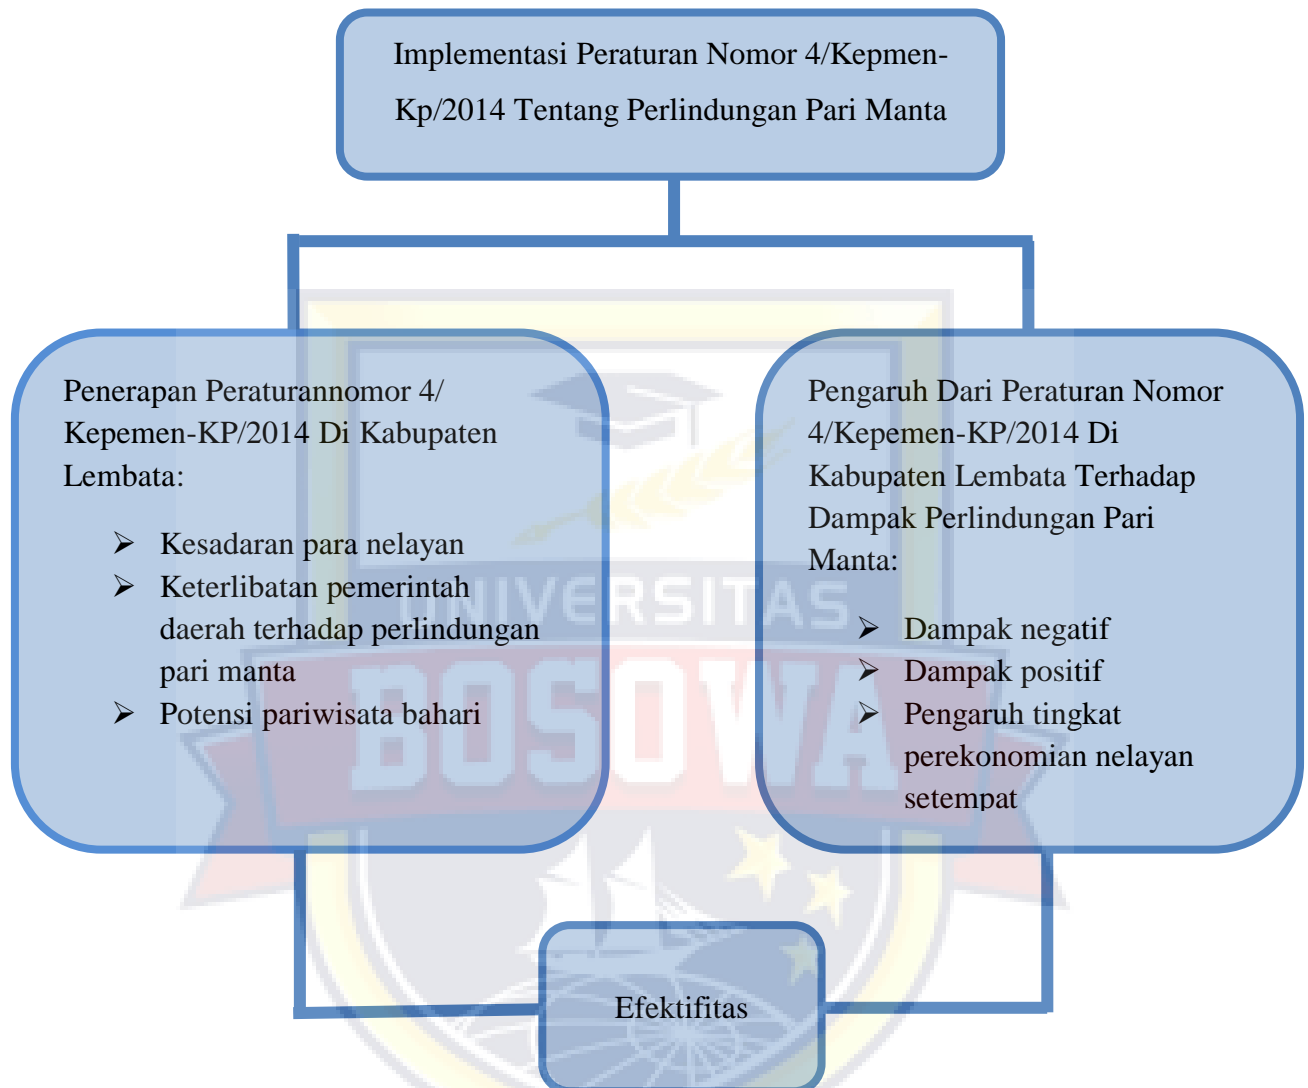 Implementasi Peraturan Nomor 4/Kepmen-
Kp/2014 Tentang Perlindungan Pari Manta
Penerapan Peraturannomor 4/
Kepemen-KP/2014 Di Kabupaten
Lembata:
➢ Kesadaran para nelayan
➢ Keterlibatan pemerintah
daerah terhadap perlindungan
pari manta
➢ Potensi pariwisata bahari
Pengaruh Dari Peraturan Nomor
4/Kepemen-KP/2014 Di
Kabupaten Lembata Terhadap
Dampak Perlindungan Pari
Manta:
➢ Dampak negatif
➢ Dampak positif
➢ Pengaruh tingkat
perekonomian nelayan
setempat
UNIVERSITAS
BOSOWA
Efektifitas